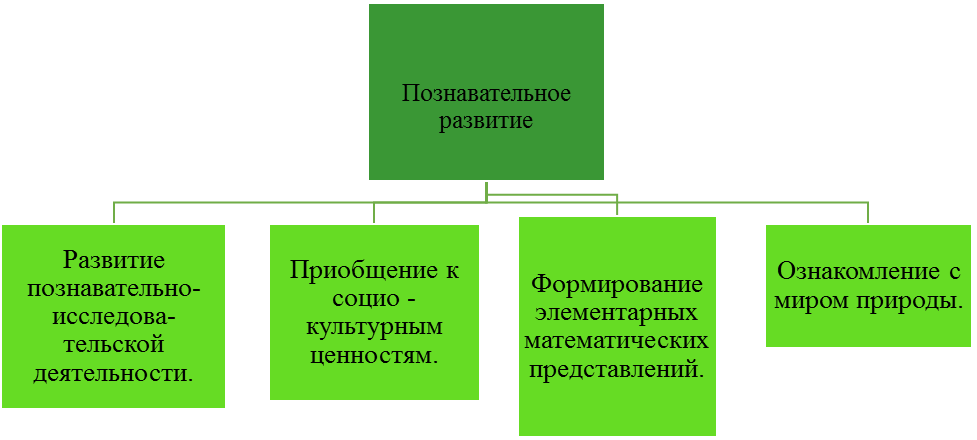 Познавательное
развитие
Развитие
познавательно-
исследова-
тельской
деятельности.
Приобщение к
социо -
культурным
ценностям.
Формирование
элементарных
математических
представлений.
Ознакомление с
миром природы.